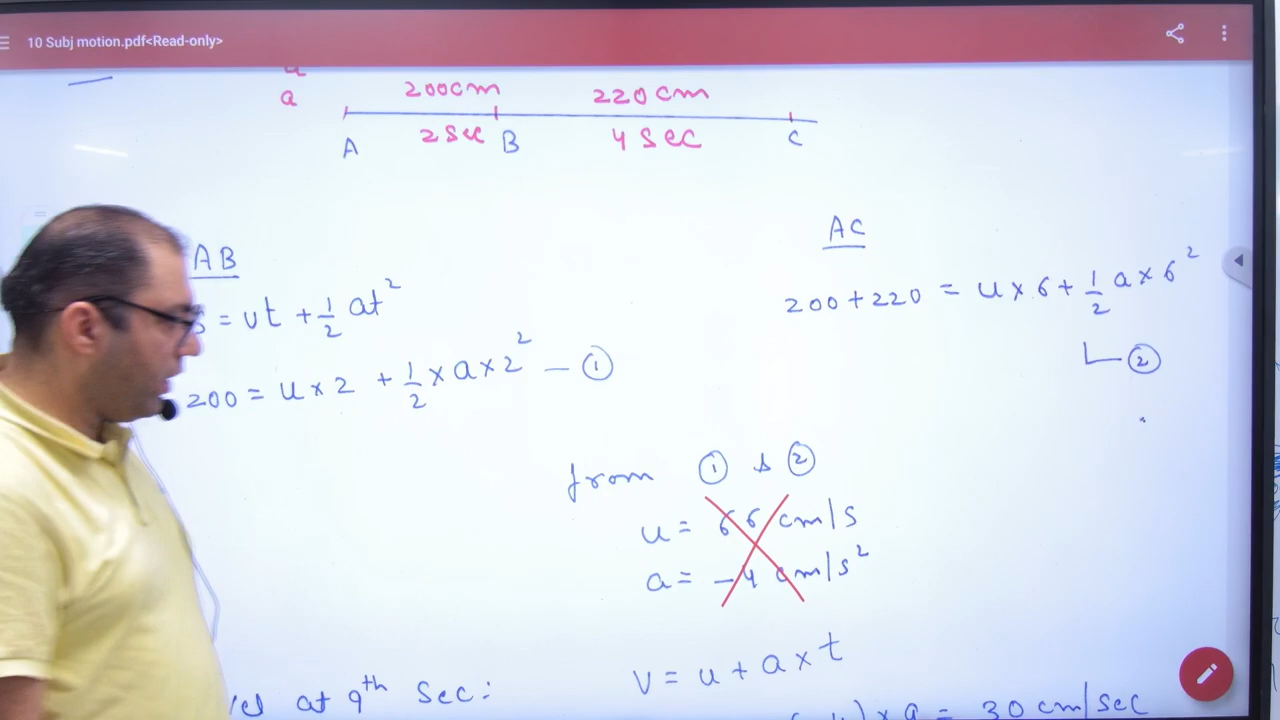 10 Subj motion.pdf<Read-only>
a
200cm 220cm
A 2sec B 4 sec C
AB
AC
S = ut + 1/2 at²
200 + 220 = u × 6 + 1/2 a × 6²
200 = u × 2 + 1/2 × a × 2² — ①
②
from ① & ②
u = 66 cm/s
a = -4 cm/s²
V = u + a × t
at 9th Sec:
) × 9 = 30 cm/sec